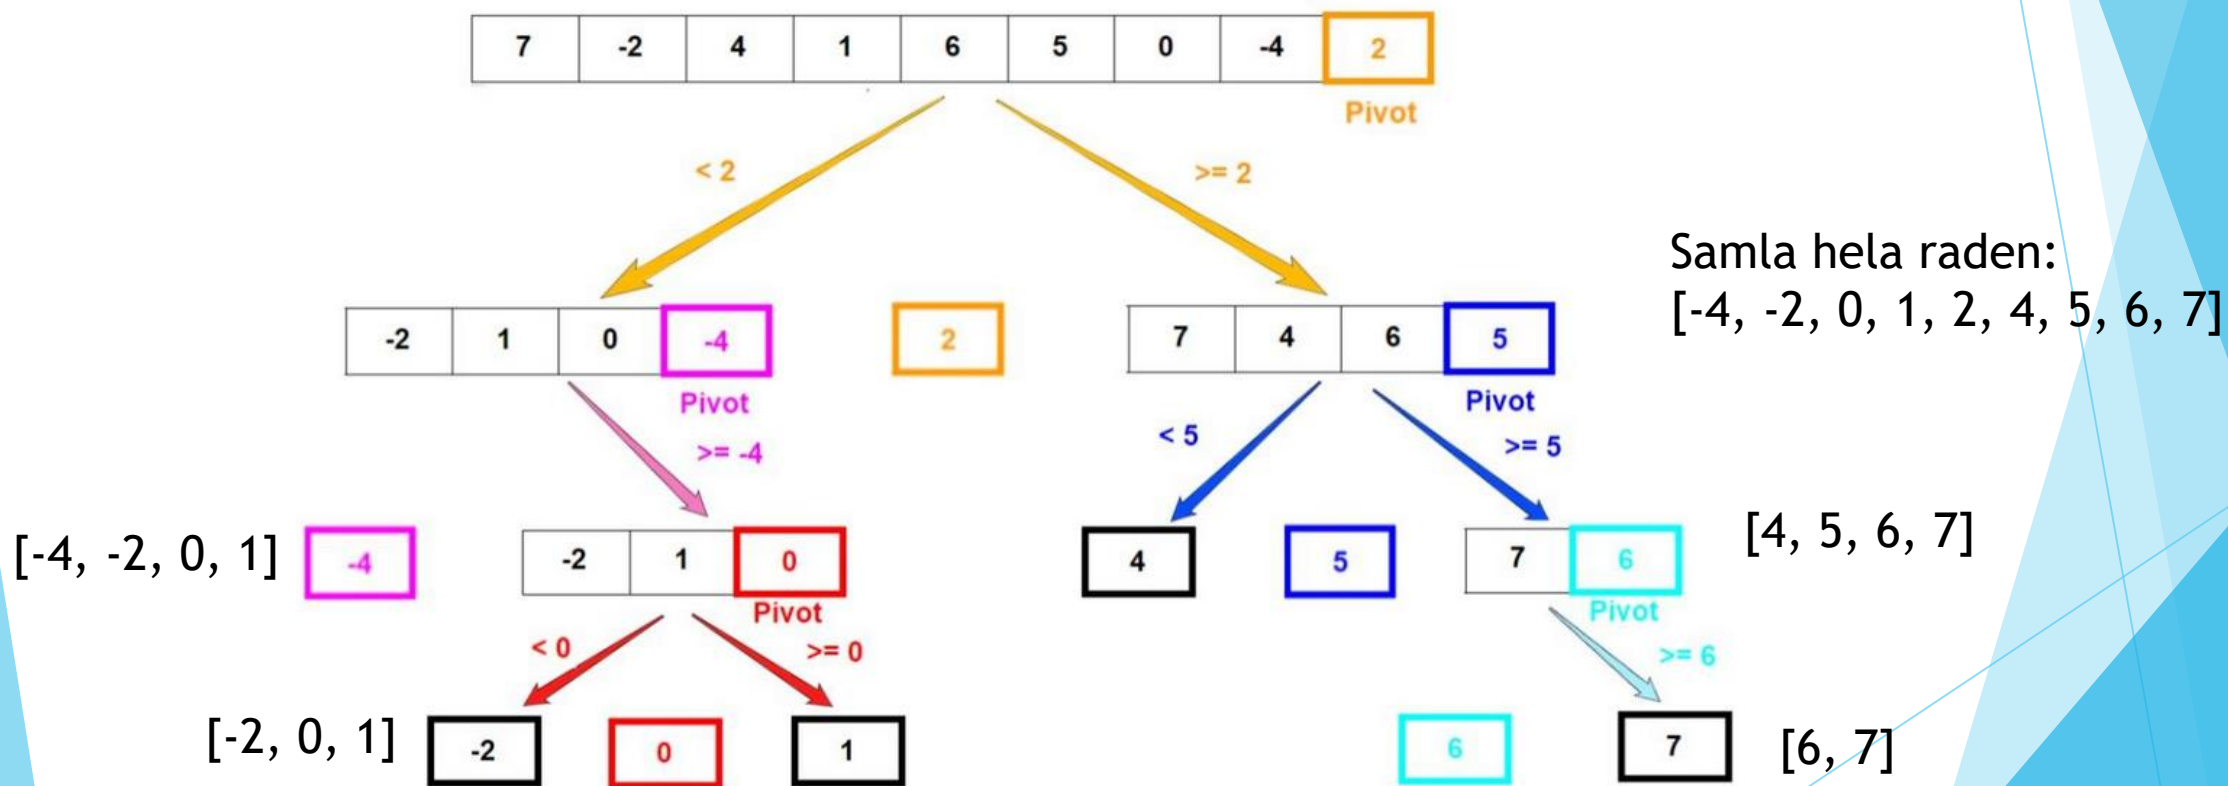 7 -2 4 1 6 5 0 -4 2
Pivot
< 2 >= 2
Samla hela raden:
[-4, -2, 0, 1, 2, 4, 5, 6, 7]
-2 1 0 -4 2 7 4 6 5
Pivot Pivot
>= -4 < 5 >= 5
[-4, -2, 0, 1] -4 -2 1 0 4 5 7 6 [4, 5, 6, 7]
Pivot Pivot
< 0 >= 0 >= 6
[-2, 0, 1] -2 0 1 6 7 [6, 7]